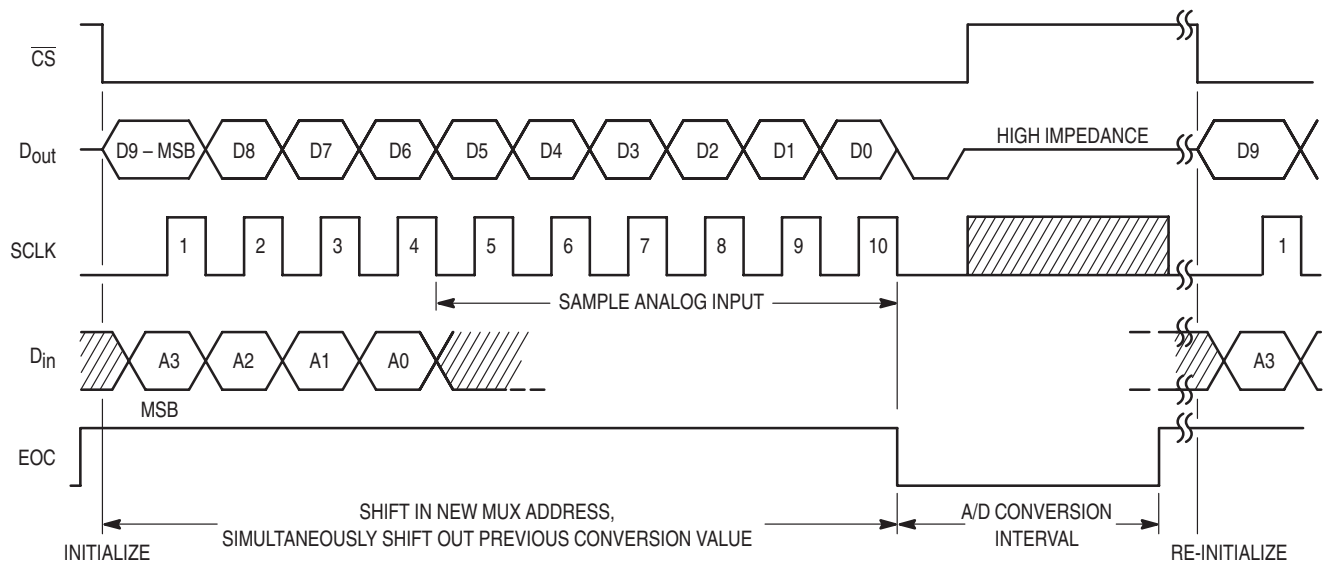 CS
D9 – MSB D8 D7 D6 D5 D4 D3 D2 D1 D0 HIGH IMPEDANCE D9
Dout
SCLK 1 2 3 4 5 6 7 8 9 10 1
SAMPLE ANALOG INPUT
Din A3 A2 A1 A0 A3
MSB
EOC
SHIFT IN NEW MUX ADDRESS,
SIMULTANEOUSLY SHIFT OUT PREVIOUS CONVERSION VALUE
A/D CONVERSION
INTERVAL
INITIALIZE
RE-INITIALIZE